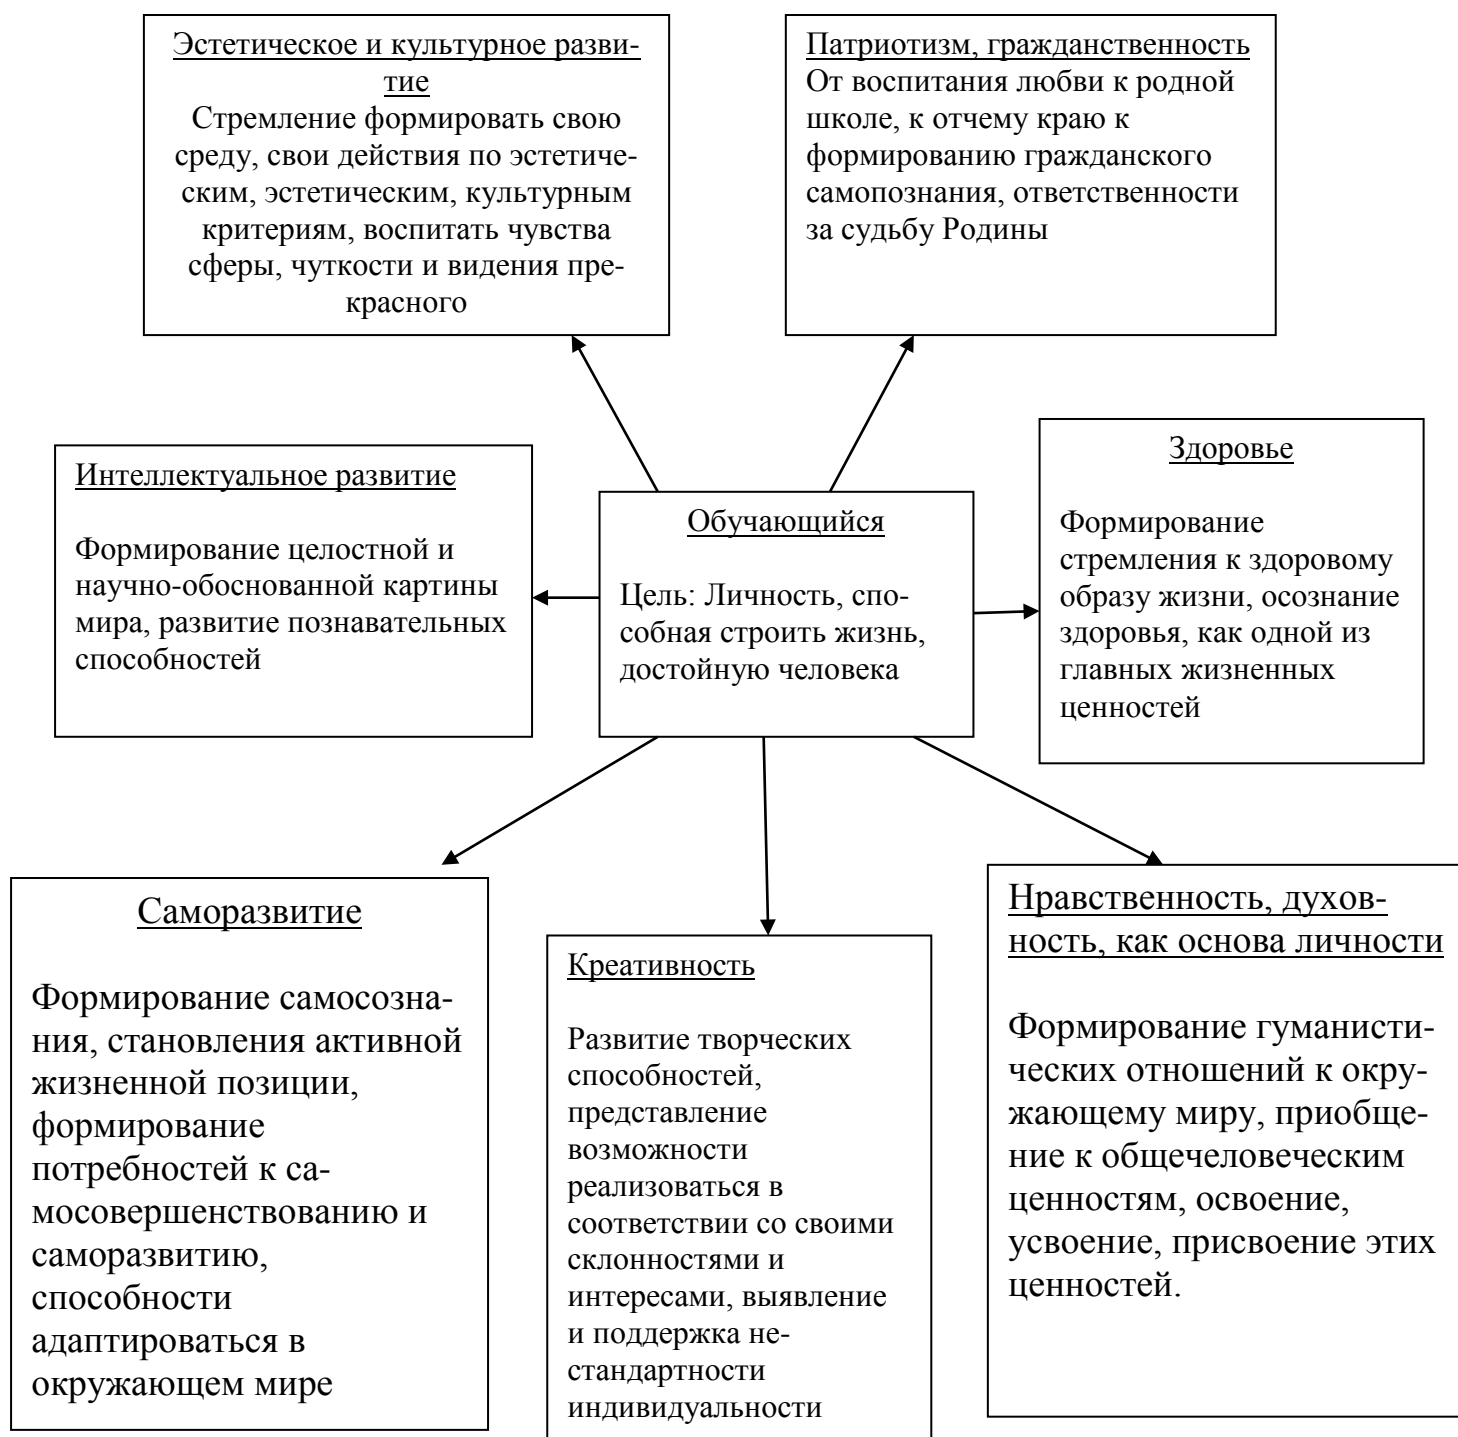 Эстетическое и культурное разви-
тие
Стремление формировать свою
среду, свои действия по эстетиче-
ским, эстетическим, культурным
критериям, воспитать чувства
сферы, чуткости и видения пре-
красного
Патриотизм, гражданственность
От воспитания любви к родной
школе, к отчему краю к
формированию гражданского
самопознания, ответственности
за судьбу Родины
Интеллектуальное развитие
Формирование целостной и
научно-обоснованной картины
мира, развитие познавательных
способностей
Обучающийся
Цель: Личность, спо-
собная строить жизнь,
достойную человека
Здоровье
Формирование
стремления к здоровому
образу жизни, осознание
здоровья, как одной из
главных жизненных
ценностей
Саморазвитие
Формирование самосозна-
ния, становления активной
жизненной позиции,
формирование
потребностей к са-
мосовершенствованию и
саморазвитию,
способности
адаптироваться в
окружающем мире
Креативность
Развитие творческих
способностей,
представление
возможности
реализоваться в
соответствии со своими
склонностями и
интересами, выявление
и поддержка не-
стандартности
индивидуальности
Нравственность, духов-
ность, как основа личности
Формирование гуманисти-
ческих отношений к окру-
жающему миру, приобще-
ние к общечеловеческим
ценностям, освоение,
усвоение, присвоение этих
ценностей.